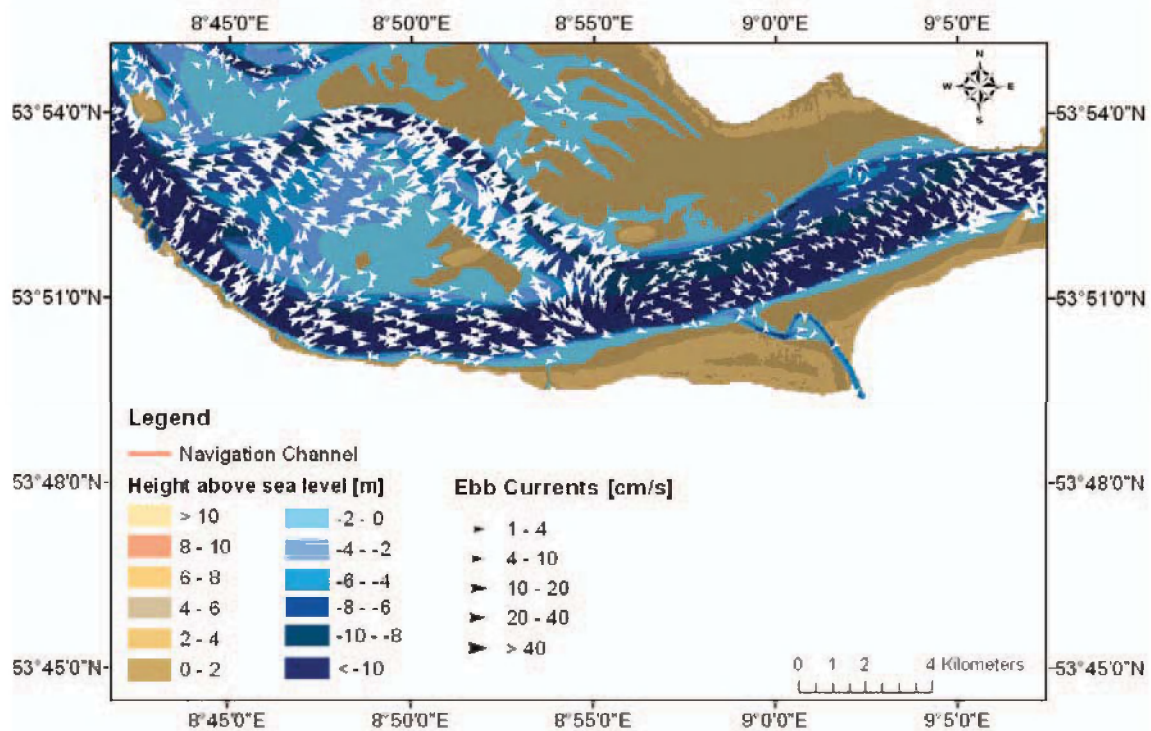 8°45'0"E 8°50'0"E 8°55'0"E 9°0'0"E 9°5'0"E
N
W E
S
53°54'0"N 53°54'0"N
53°51'0"N 53°51'0"N
Legend
Navigation Channel
53°48'0"N 53°48'0"N
Height above sea level [m] Ebb Currents [cm/s]
> 10 -2 - 0 1 - 4
8 - 10 -4 - -2 4 - 10
6 - 8 -6 - -4 10 - 20
4 - 6 -8 - -6 20 - 40
2 - 4 -10 - -8 > 40
0 - 2 < -10
0 1 2 4 Kilometers
53°45'0"N 53°45'0"N
8°45'0"E 8°50'0"E 8°55'0"E 9°0'0"E 9°5'0"E